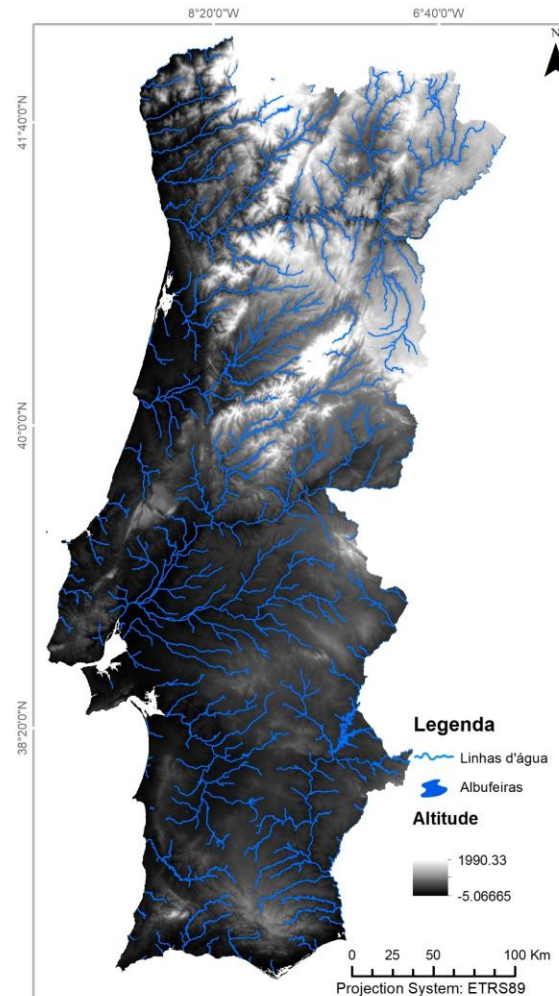 8°20'0"W 6°40'0"W
N
41°40'0"N
40°0'0"N
38°20'0"N
Legenda
Linhas d'água
Albufeiras
Altitude
1990.33
-5.06665
0 25 50 100 Km
Projection System: ETRS89